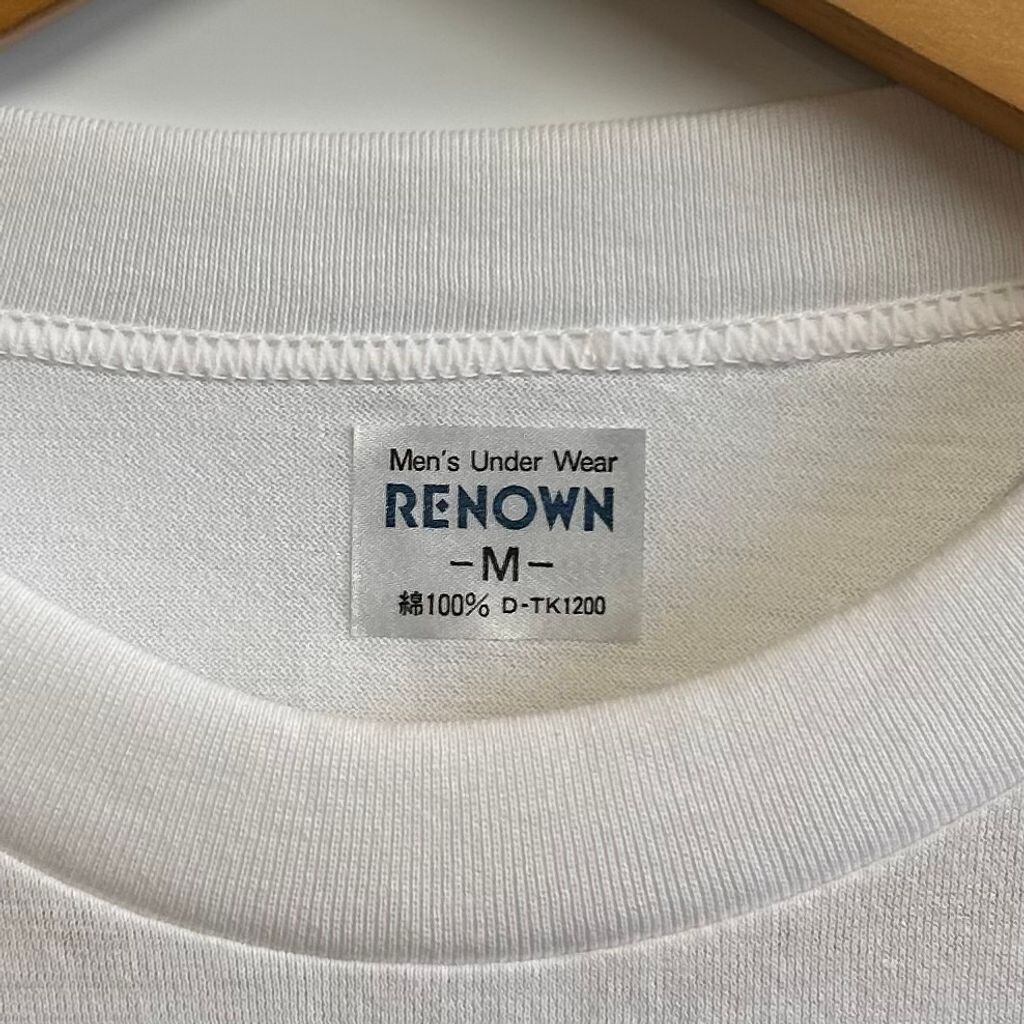 Men's Under Wear
RENOWN
-M-
綿100% D-TK1200